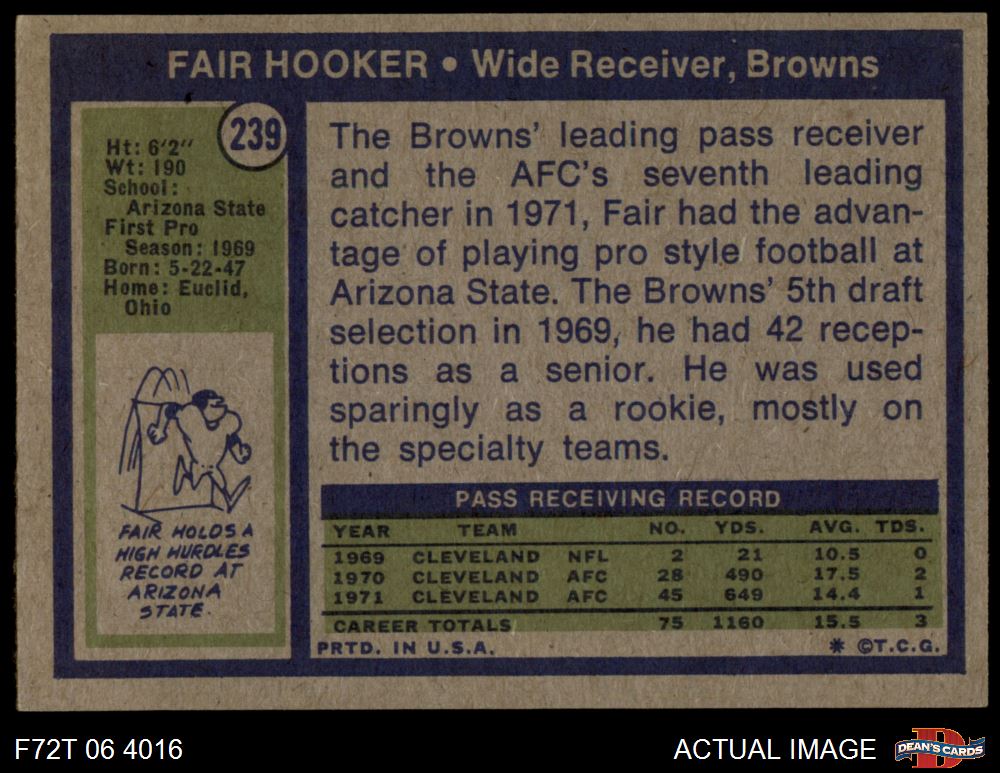 FAIR HOOKER • Wide Receiver, Browns
239
Ht: 6'2"
Wt: 190
School:
Arizona State
First Pro
Season: 1969
Born: 5-22-47
Home: Euclid,
Ohio
FAIR HOLDS A
HIGH HURDLES
RECORD AT
ARIZONA
STATE.
The Browns' leading pass receiver
and the AFC's seventh leading
catcher in 1971, Fair had the advan-
tage of playing pro style football at
Arizona State. The Browns' 5th draft
selection in 1969, he had 42 recep-
tions as a senior. He was used
sparingly as a rookie, mostly on
the specialty teams.
PASS RECEIVING RECORD
YEAR TEAM NO. YDS. AVG. TDS.
1969 CLEVELAND NFL 2 21 10.5 0
1970 CLEVELAND AFC 28 490 17.5 2
1971 CLEVELAND AFC 45 649 14.4 1
CAREER TOTALS 75 1160 15.5 3
PRTD. IN U.S.A. * ©T.C.G.
F72T 06 4016 ACTUAL IMAGE
D
DEAN'S CARDS